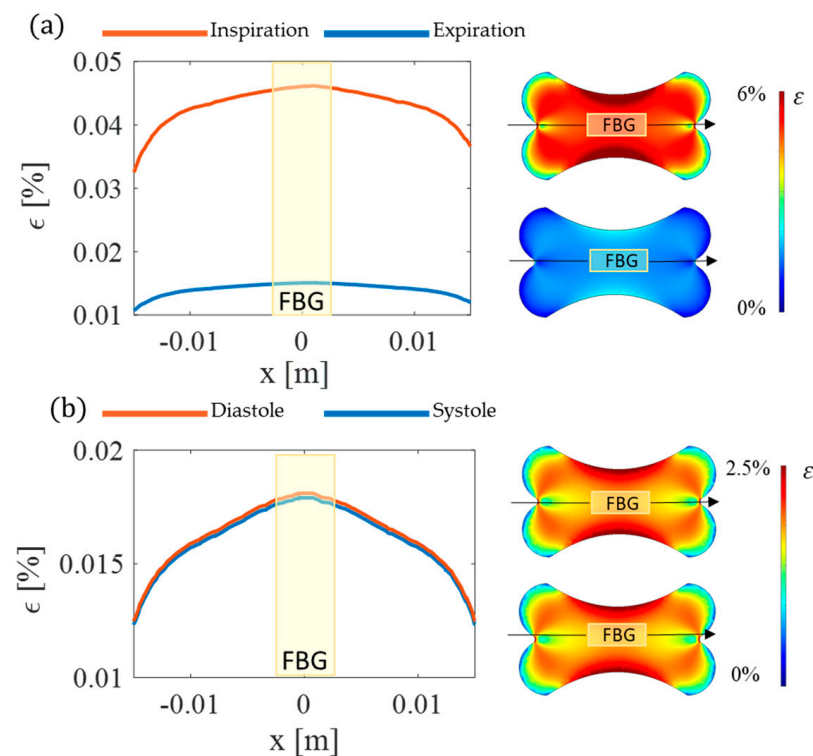 (a) Inspiration Expiration
0.05
0.04
0.03
0.02
0.01
ϵ [%]
FBG
-0.01 0 0.01
x [m]
6% ε
FBG
FBG
0%
(b) Diastole Systole
0.02
0.015
0.01
ϵ [%]
FBG
-0.01 0 0.01
x [m]
2.5% ε
FBG
FBG
0%